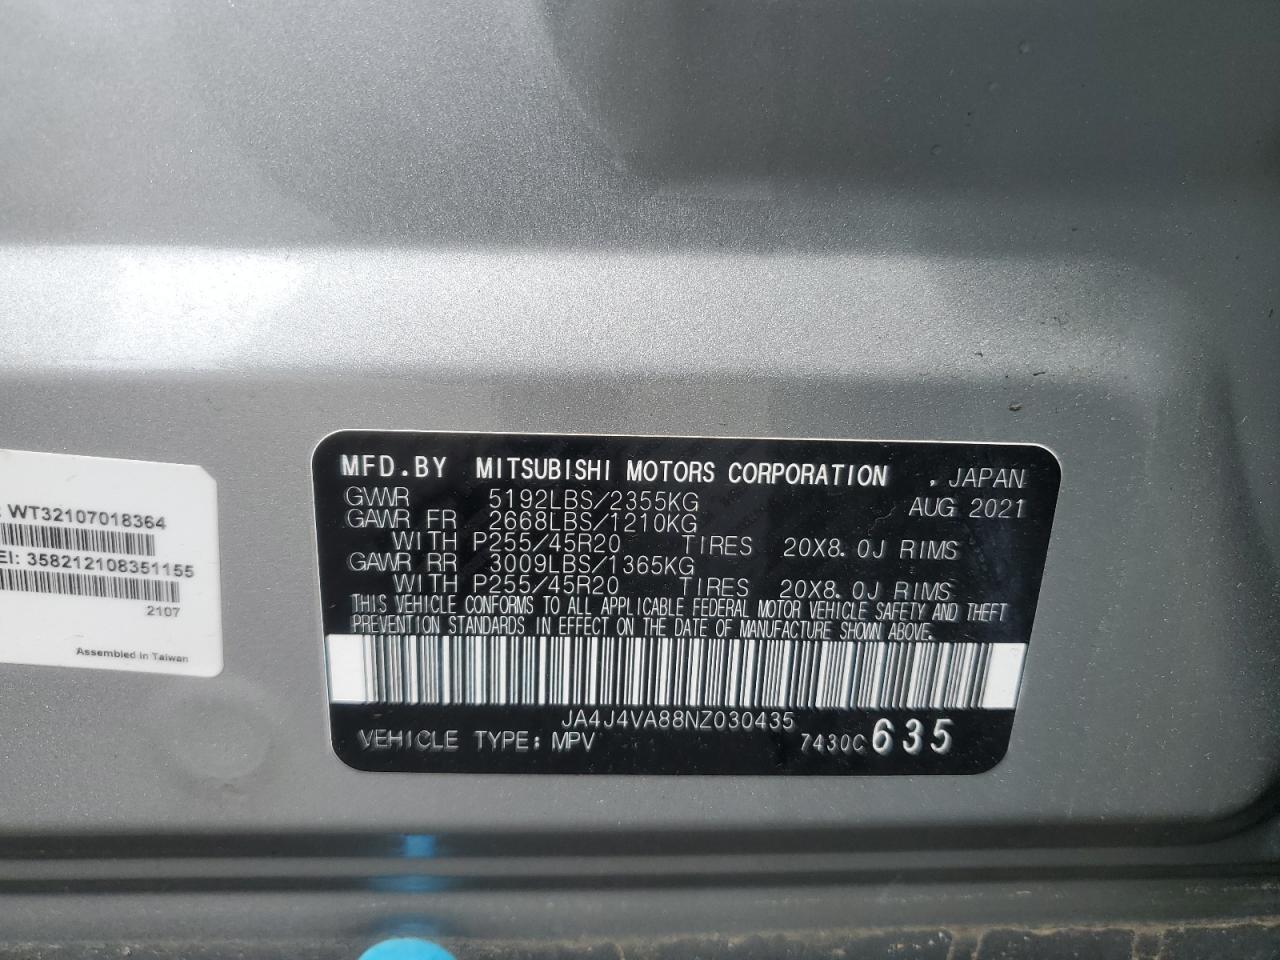 WT32107018364
EI: 358212108351155
2107
Assembled in Taiwan
MFD.BY MITSUBISHI MOTORS CORPORATION , JAPAN
GVWR 5192LBS/2355KG AUG 2021
GAWR FR 2668LBS/1210KG
WITH P255/45R20 TIRES 20X8.0J RIMS
GAWR RR 3009LBS/1365KG
WITH P255/45R20 TIRES 20X8.0J RIMS
THIS VEHICLE CONFORMS TO ALL APPLICABLE FEDERAL MOTOR VEHICLE SAFETY AND THEFT
PREVENTION STANDARDS IN EFFECT ON THE DATE OF MANUFACTURE SHOWN ABOVE.
JA4J4VA88NZ030435
VEHICLE TYPE: MPV 7430C 635